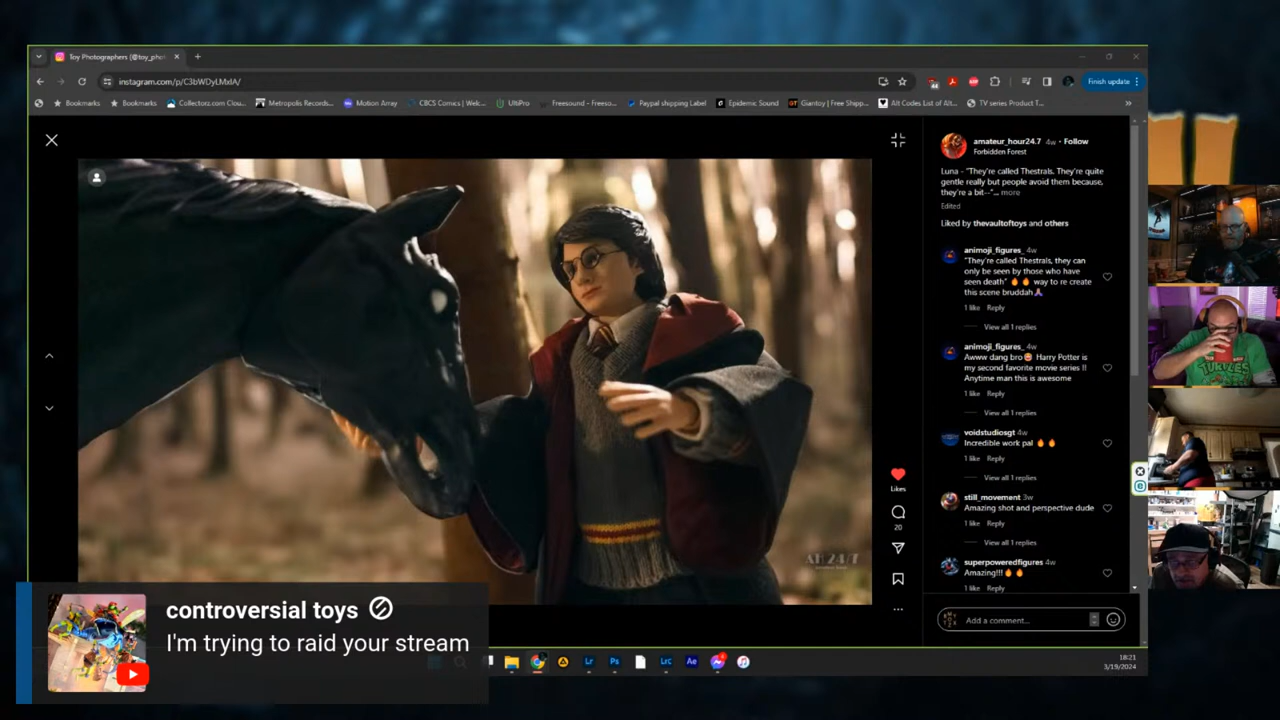 Toy Photographers (@toy_phot
instagram.com/p/C3bWDyLMxlA/
Finish update
Bookmarks
Bookmarks
Collectorz.com Clou...
Metropolis Records...
Motion Array
CBCS Comics | Welc...
UltiPro
Freesound - Freeso...
Paypal shipping Label
Epidemic Sound
Giantoy | Free Shipp...
Alt Codes List of Alt...
TV series Product T...
amateur_hour24.7 4w • Follow
Forbidden Forest
Luna - "They're called Thestrals. They're quite
gentle really but people avoid them because,
they're a bit--"... more
Edited
Liked by thevaultoftoys and others
animoji_figures_ 4w
"They're called Thestrals, they can
only be seen by those who have
seen death" 🔥🔥 way to re create
this scene bruddah
1 like Reply
View all 1 replies
animoji_figures_ 4w
Awww dang bro Harry Potter is
my second favorite movie series !!
Anytime man this is awesome
1 like Reply
View all 1 replies
voidstudiosgt 4w
Incredible work pal 🔥🔥
1 like Reply
View all 1 replies
still_movement 3w
Amazing shot and perspective dude
1 like Reply
View all 1 replies
superpoweredfigures 4w
Amazing!!! 🔥🔥
1 like Reply
Likes
20
Add a comment...
AH 24/7
controversial toys
I'm trying to raid your stream
Lr
Ps
LrC
Ae
18:21
3/19/2024
TURTLES